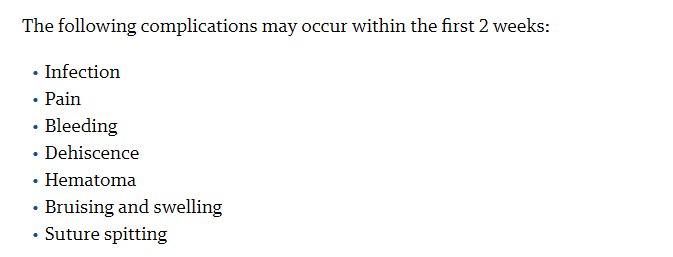 The following complications may occur within the first 2 weeks:
• Infection
• Pain
• Bleeding
• Dehiscence
• Hematoma
• Bruising and swelling
• Suture spitting